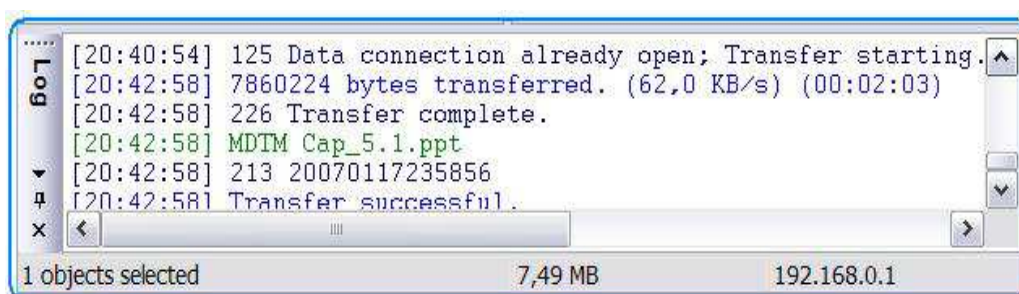 Log
[20:40:54] 125 Data connection already open; Transfer starting.
[20:42:58] 7860224 bytes transferred. (62,0 KB/s) (00:02:03)
[20:42:58] 226 Transfer complete.
[20:42:58] MDTM Cap_5.1.ppt
[20:42:58] 213 20070117235856
[20:42:58] Transfer successful.
1 objects selected 7,49 MB 192.168.0.1